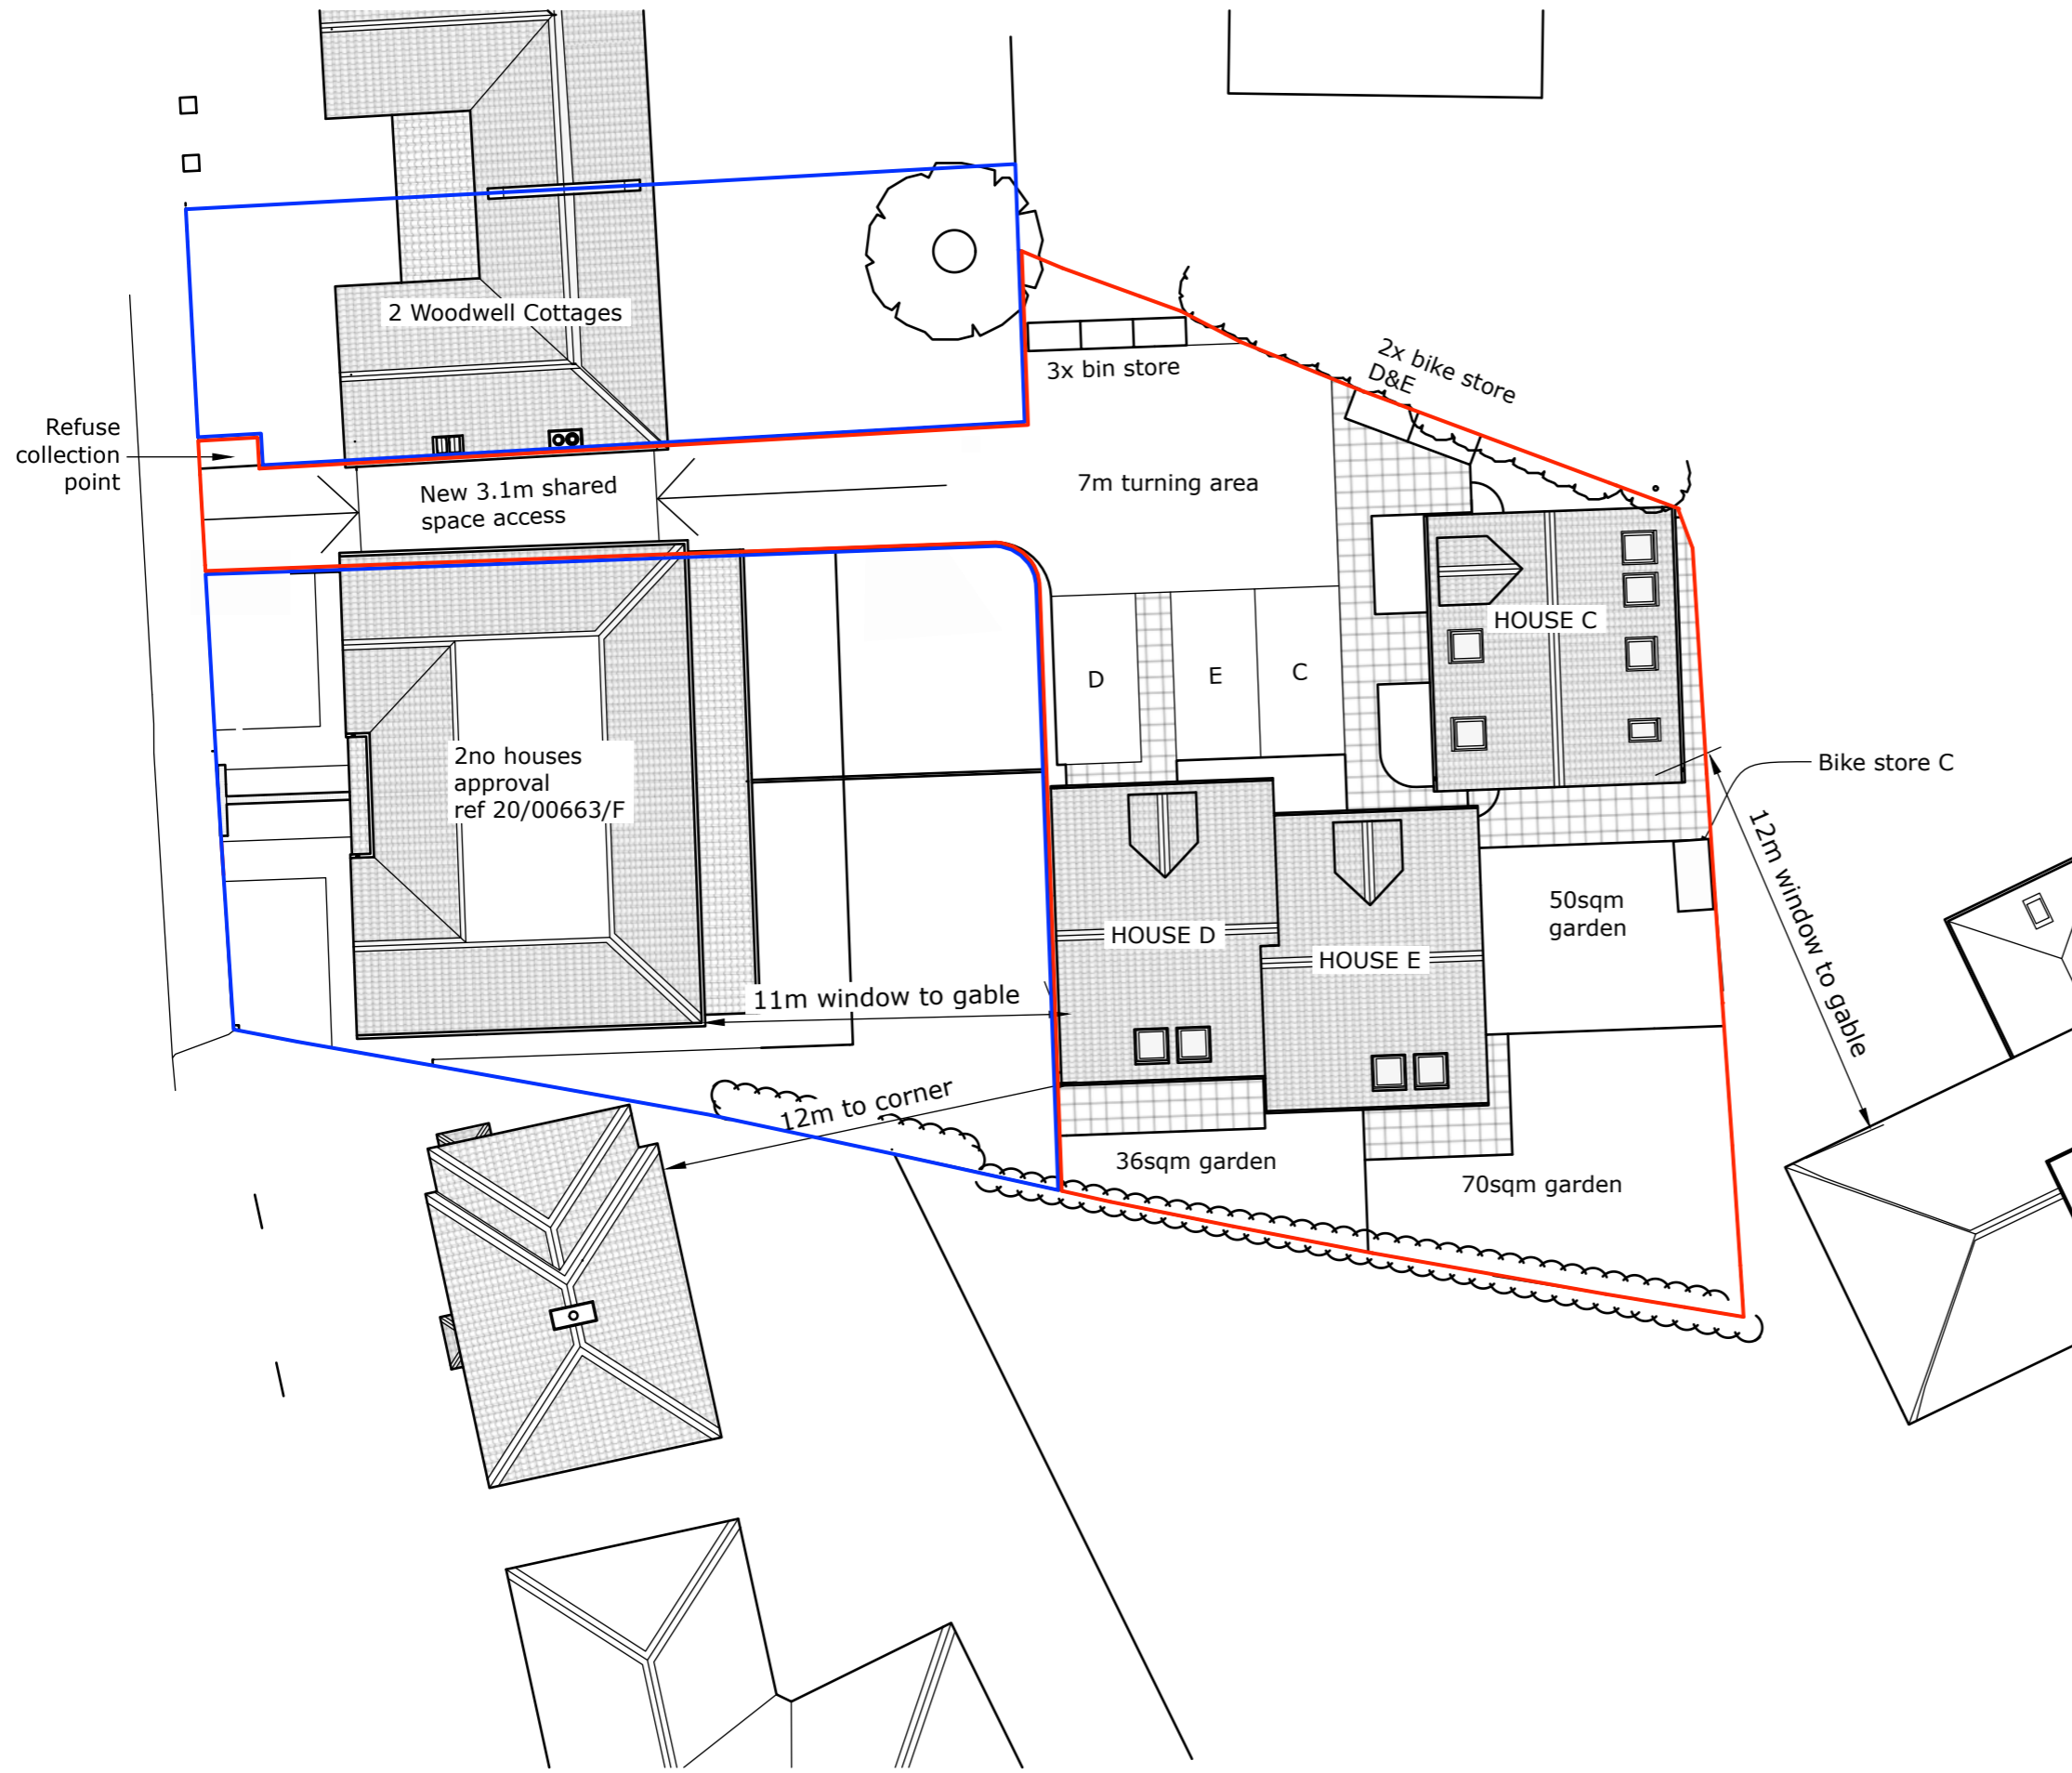 2 Woodwell Cottages
3x bin store
2x bike store
D&E
Refuse
collection
point
New 3.1m shared
space access
7m turning area
HOUSE C
D
E
C
2no houses
approval
ref 20/00663/F
Bike store C
12m window to gable
50sqm
garden
HOUSE D
HOUSE E
11m window to gable
12m to corner
36sqm garden
70sqm garden